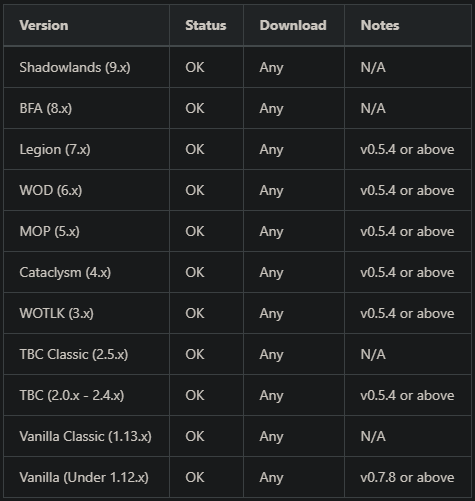 Version Status Download Notes
Shadowlands (9.x) OK Any N/A
BFA (8.x) OK Any N/A
Legion (7.x) OK Any v0.5.4 or above
WOD (6.x) OK Any v0.5.4 or above
MOP (5.x) OK Any v0.5.4 or above
Cataclysm (4.x) OK Any v0.5.4 or above
WOTLK (3.x) OK Any v0.5.4 or above
TBC Classic (2.5.x) OK Any N/A
TBC (2.0.x - 2.4.x) OK Any v0.5.4 or above
Vanilla Classic (1.13.x) OK Any N/A
Vanilla (Under 1.12.x) OK Any v0.7.8 or above